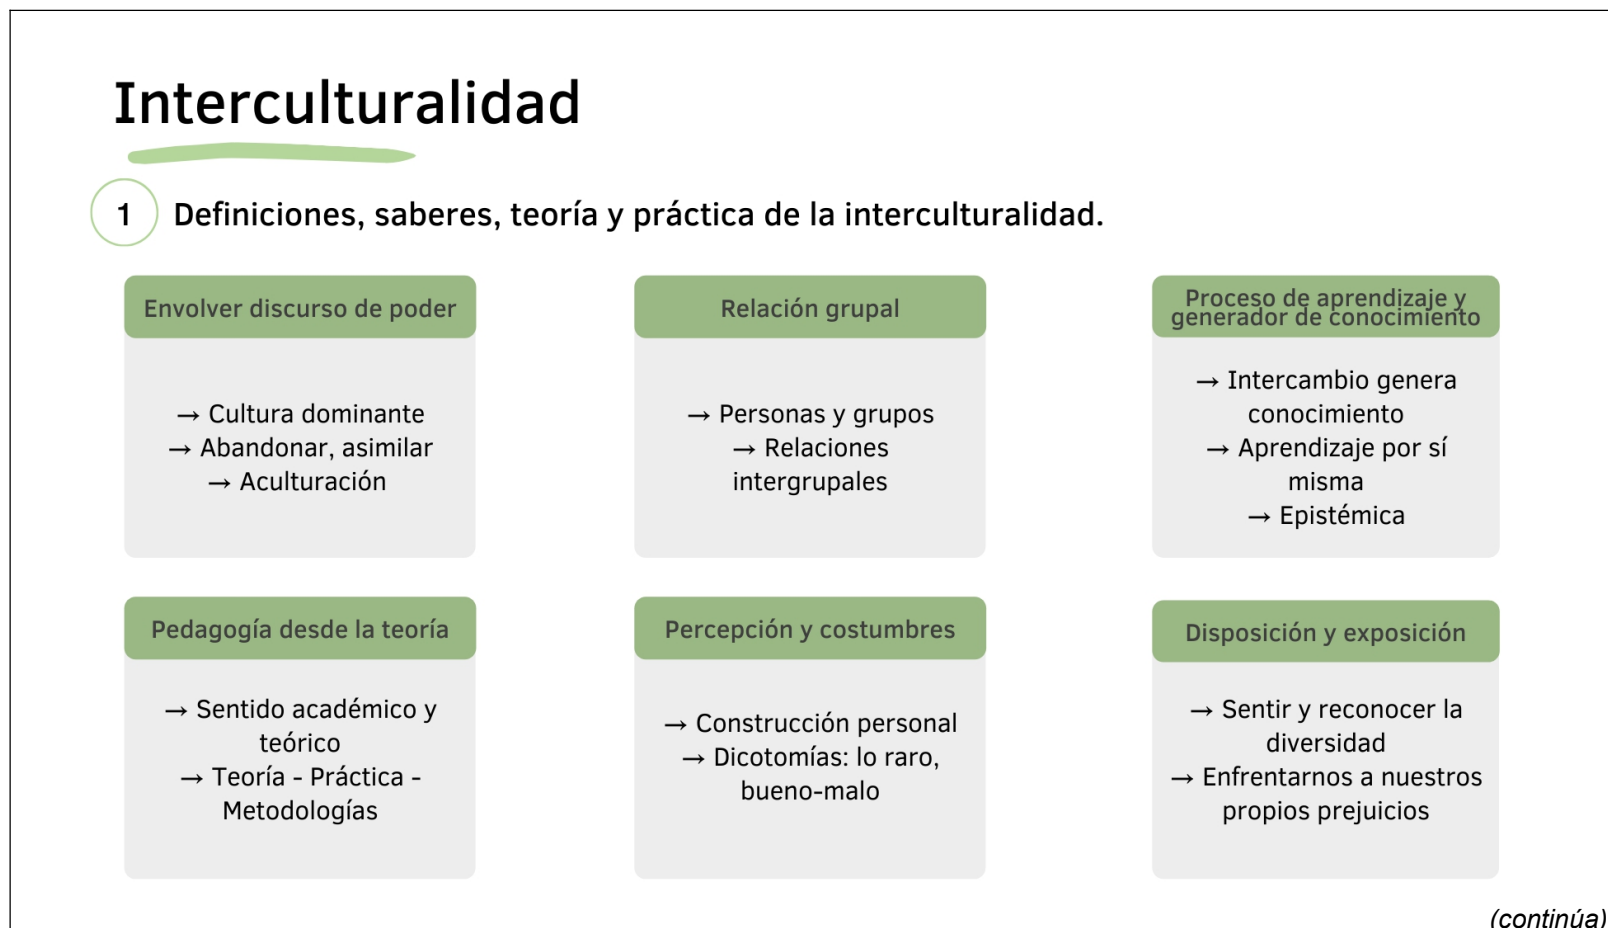 Interculturalidad
1
Definiciones, saberes, teoría y práctica de la interculturalidad.
Envolver discurso de poder
→ Cultura dominante
→ Abandonar, asimilar
→ Aculturación
Relación grupal
→ Personas y grupos
→ Relaciones
intergrupales
Proceso de aprendizaje y
generador de conocimiento
→ Intercambio genera
conocimiento
→ Aprendizaje por sí
misma
→ Epistémica
Pedagogía desde la teoría
→ Sentido académico y
teórico
→ Teoría - Práctica -
Metodologías
Percepción y costumbres
→ Construcción personal
→ Dicotomías: lo raro,
bueno-malo
Disposición y exposición
→ Sentir y reconocer la
diversidad
→ Enfrentarnos a nuestros
propios prejuicios
(continúa)